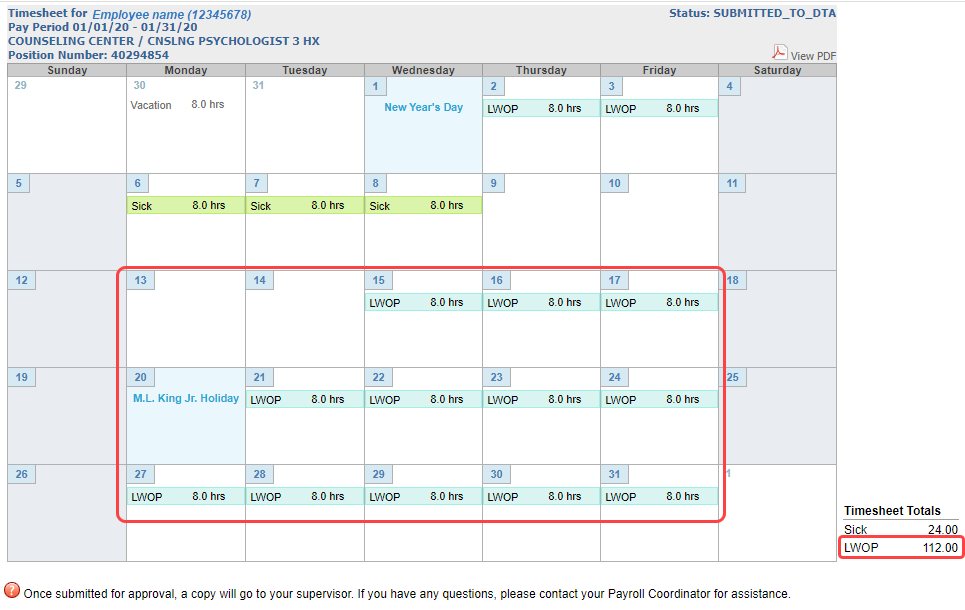 Timesheet for Employee name (12345678) Status: SUBMITTED_TO_DTA
Pay Period 01/01/20 - 01/31/20
COUNSELING CENTER / CNSLNG PSYCHOLOGIST 3 HX
Position Number: 40294854 View PDF
Sunday Monday Tuesday Wednesday Thursday Friday Saturday
29 30 31 1 2 3 4
Vacation 8.0 hrs New Year's Day LWOP 8.0 hrs LWOP 8.0 hrs
5 6 7 8 9 10 11
Sick 8.0 hrs Sick 8.0 hrs Sick 8.0 hrs
12 13 14 15 16 17 18
LWOP 8.0 hrs LWOP 8.0 hrs LWOP 8.0 hrs
19 20 21 22 23 24 25
M.L. King Jr. Holiday LWOP 8.0 hrs LWOP 8.0 hrs LWOP 8.0 hrs LWOP 8.0 hrs
26 27 28 29 30 31 1
LWOP 8.0 hrs LWOP 8.0 hrs LWOP 8.0 hrs LWOP 8.0 hrs LWOP 8.0 hrs
Timesheet Totals
Sick 24.00
LWOP 112.00
? Once submitted for approval, a copy will go to your supervisor. If you have any questions, please contact your Payroll Coordinator for assistance.